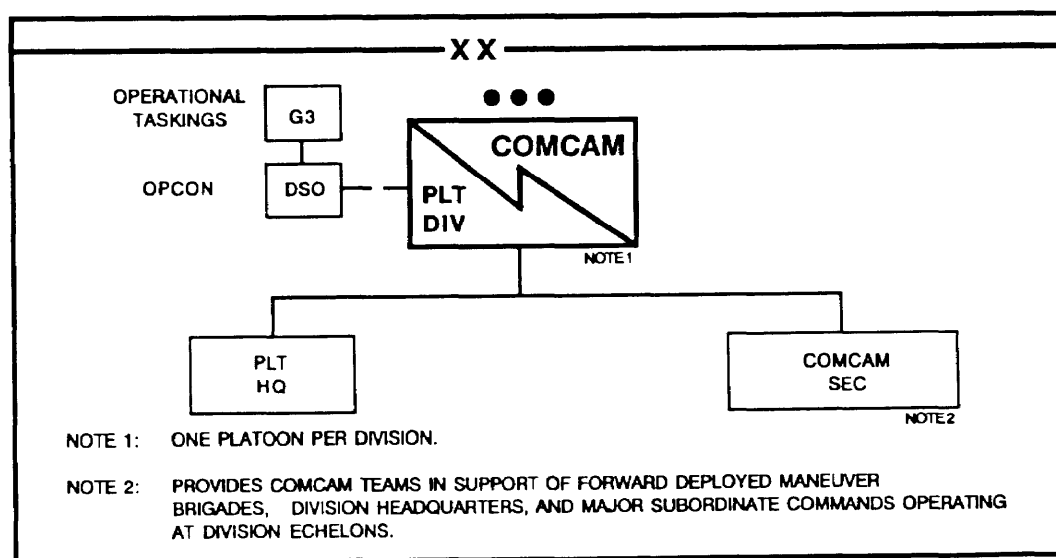 XX
OPERATIONAL
TASKINGS
G3
COMCAM
OPCON
DSO
PLT
DIV
NOTE 1
PLT
HQ
COMCAM
SEC
NOTE 2
NOTE 1: ONE PLATOON PER DIVISION.
NOTE 2: PROVIDES COMCAM TEAMS IN SUPPORT OF FORWARD DEPLOYED MANEUVER
BRIGADES, DIVISION HEADQUARTERS, AND MAJOR SUBORDINATE COMMANDS OPERATING
AT DIVISION ECHELONS.